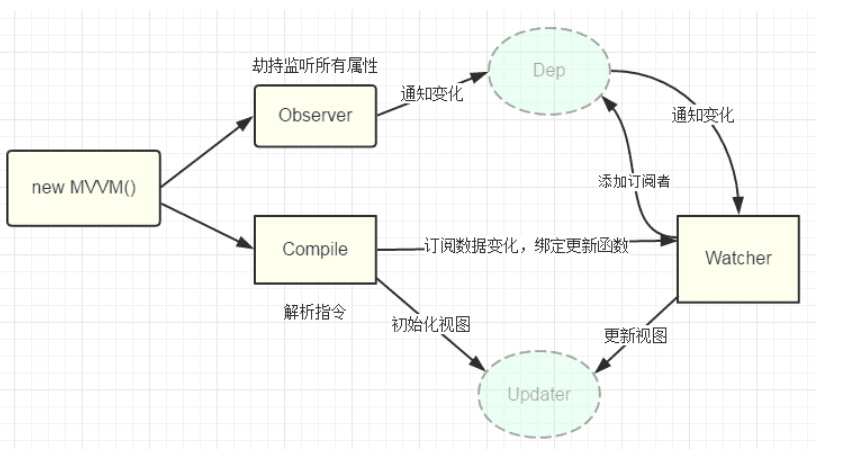 劫持监听所有属性
Dep
Observer
通知变化
通知变化
new MVVM()
添加订阅者
Compile
订阅数据变化，绑定更新函数
Watcher
解析指令
初始化视图
更新视图
Updater